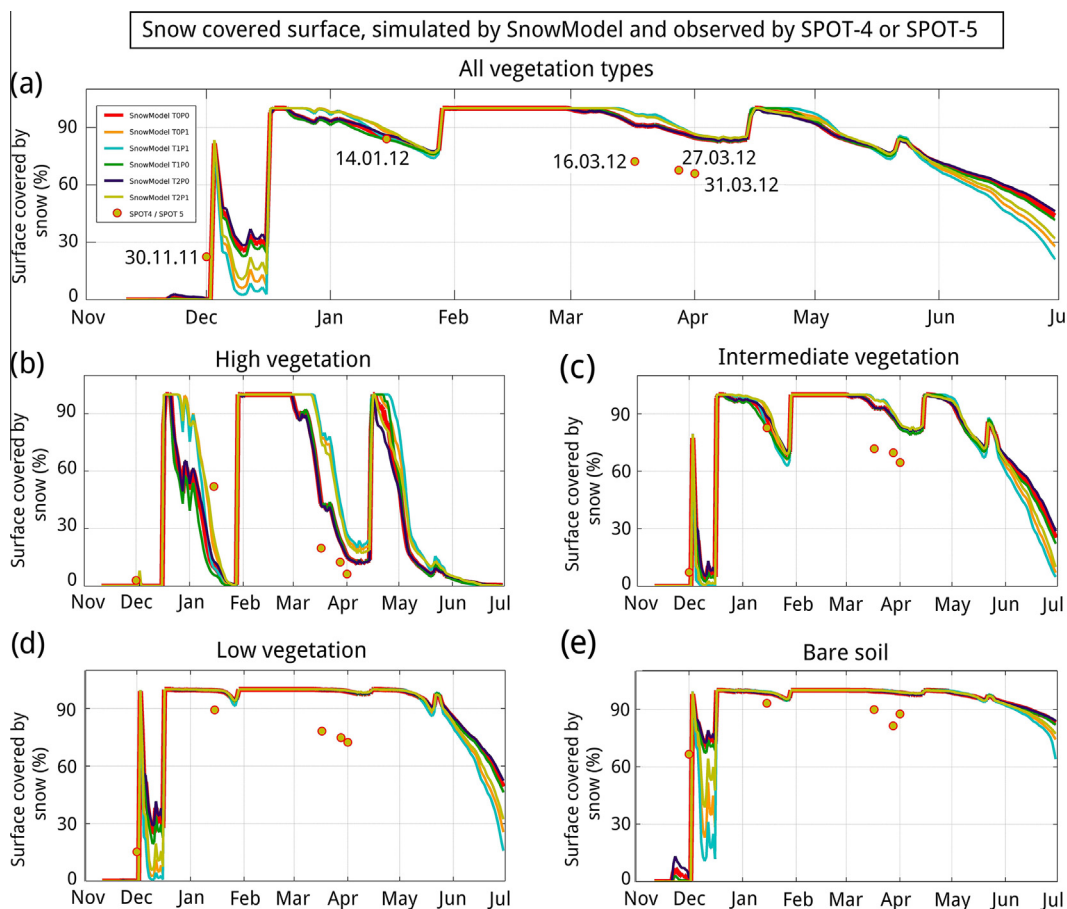 Snow covered surface, simulated by SnowModel and observed by SPOT-4 or SPOT-5
(a)
All vegetation types
Surface covered by
snow (%)
90
60
30
0
SnowModel T0P0
SnowModel T0P1
SnowModel T1P1
SnowModel T1P0
SnowModel T2P0
SnowModel T2P1
SPOT4 / SPOT 5
30.11.11
14.01.12
16.03.12
27.03.12
31.03.12
Nov Dec Jan Feb Mar Apr May Jun Ju
(b)
High vegetation
Surface covered by
snow (%)
90
60
30
0
Nov Dec Jan Feb Mar Apr May Jun Jul
(c)
Intermediate vegetation
Surface covered by
snow (%)
90
60
30
0
Nov Dec Jan Feb Mar Apr May Jun Jul
(d)
Low vegetation
Surface covered by
snow (%)
90
60
30
0
Nov Dec Jan Feb Mar Apr May Jun Jul
(e)
Bare soil
Surface covered by
snow (%)
90
60
30
0
Nov Dec Jan Feb Mar Apr May Jun Jul